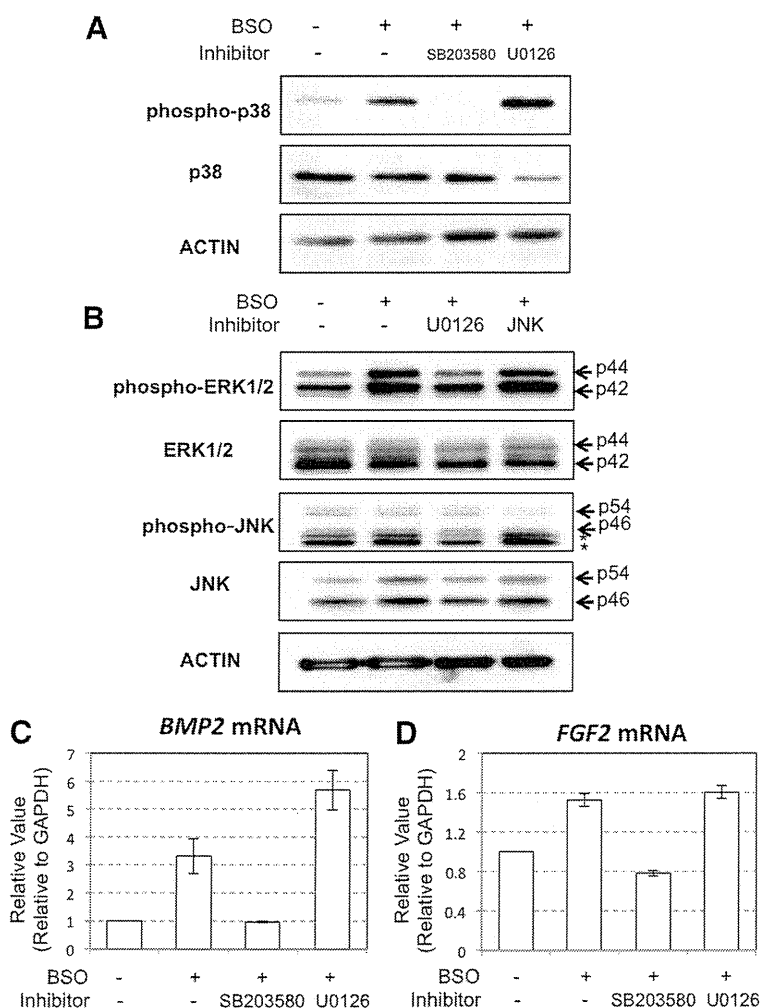 A
BSO - + + +
Inhibitor - - SB203580 U0126
phospho-p38
p38
ACTIN
B
BSO - + + +
Inhibitor - - U0126 JNK
phospho-ERK1/2
p44
p42
ERK1/2
p44
p42
phospho-JNK
p54
p46
*
*
JNK
p54
p46
ACTIN
C
BMP2 mRNA
Relative Value
(Relative to GAPDH)
7
6
5
4
3
2
1
0
BSO - + + +
Inhibitor - - SB203580 U0126
D
FGF2 mRNA
Relative Value
(Relative to GAPDH)
2
1.6
1.2
0.8
0.4
0
BSO - + + +
Inhibitor - - SB203580 U0126